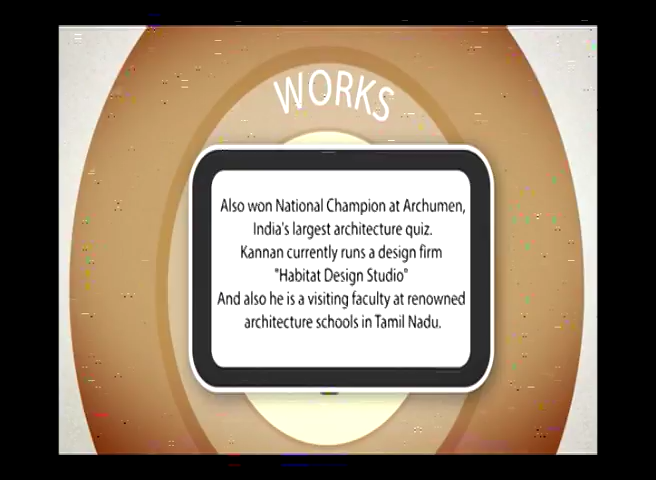 WORKS
Also won National Champion at Archumen,
India's largest architecture quiz.
Kannan currently runs a design firm
"Habitat Design Studio"
And also he is a visiting faculty at renowned
architecture schools in Tamil Nadu.